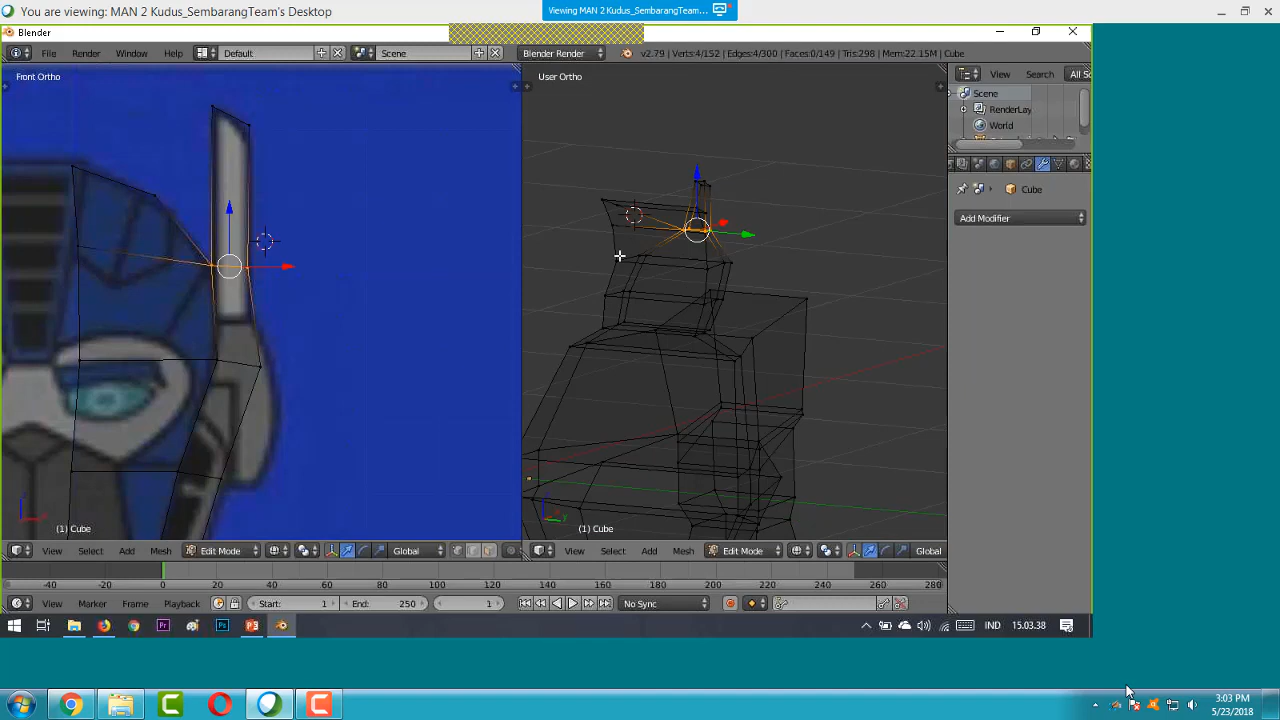 You are viewing: MAN 2 Kudus_SembarangTeam's Desktop
Viewing MAN 2 Kudus_SembarangTeam...
Blender
File Render Window Help Default Scene Blender Render v2.79 | Verts:4/152 | Edges:4/300 | Faces:0/149 | Tris:298 | Mem:22.15M | Cube
Front Ortho
User Ortho
View Search All Sc
Scene
RenderLay
World
Cube
Add Modifier
(1) Cube
(1) Cube
View Select Add Mesh Edit Mode Global
View Select Add Mesh Edit Mode Global
-40 -20 0 20 40 60 80 100 120 140 160 180 200 220 240 260 280
View Marker Frame Playback Start: 1 End: 250 1 No Sync
Pr Ps IND 15.03.38
3:03 PM
5/23/2018